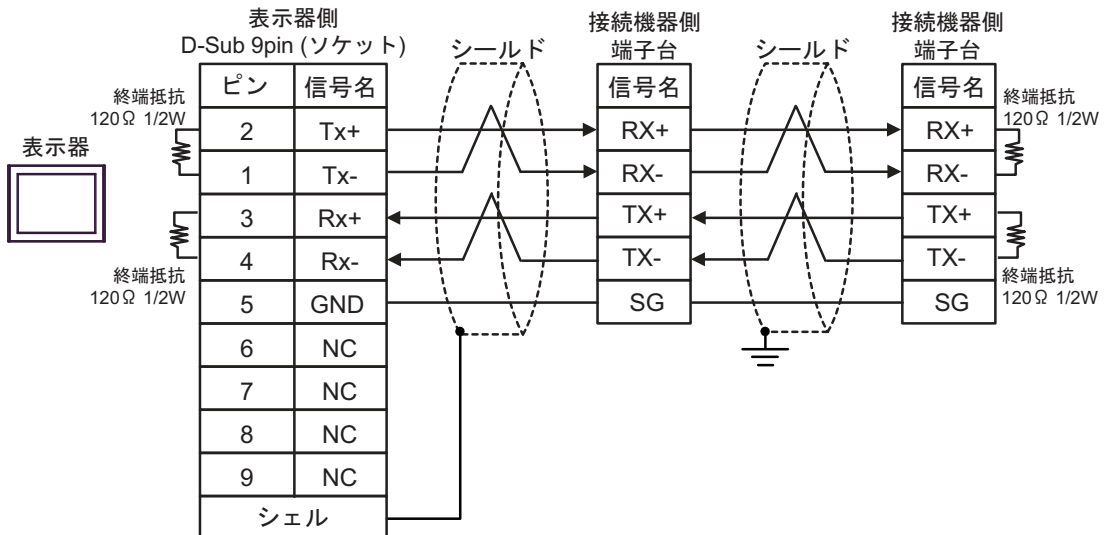 表示器側
D-Sub 9pin (ソケット)
シールド
接続機器側
端子台
シールド
接続機器側
端子台
表示器
終端抵抗
120Ω 1/2W
終端抵抗
120Ω 1/2W
ピン 信号名
2 Tx+
1 Tx-
3 Rx+
4 Rx-
5 GND
6 NC
7 NC
8 NC
9 NC
シェル
信号名
RX+
RX-
TX+
TX-
SG
信号名
RX+
RX-
TX+
TX-
SG
終端抵抗
120Ω 1/2W
終端抵抗
120Ω 1/2W